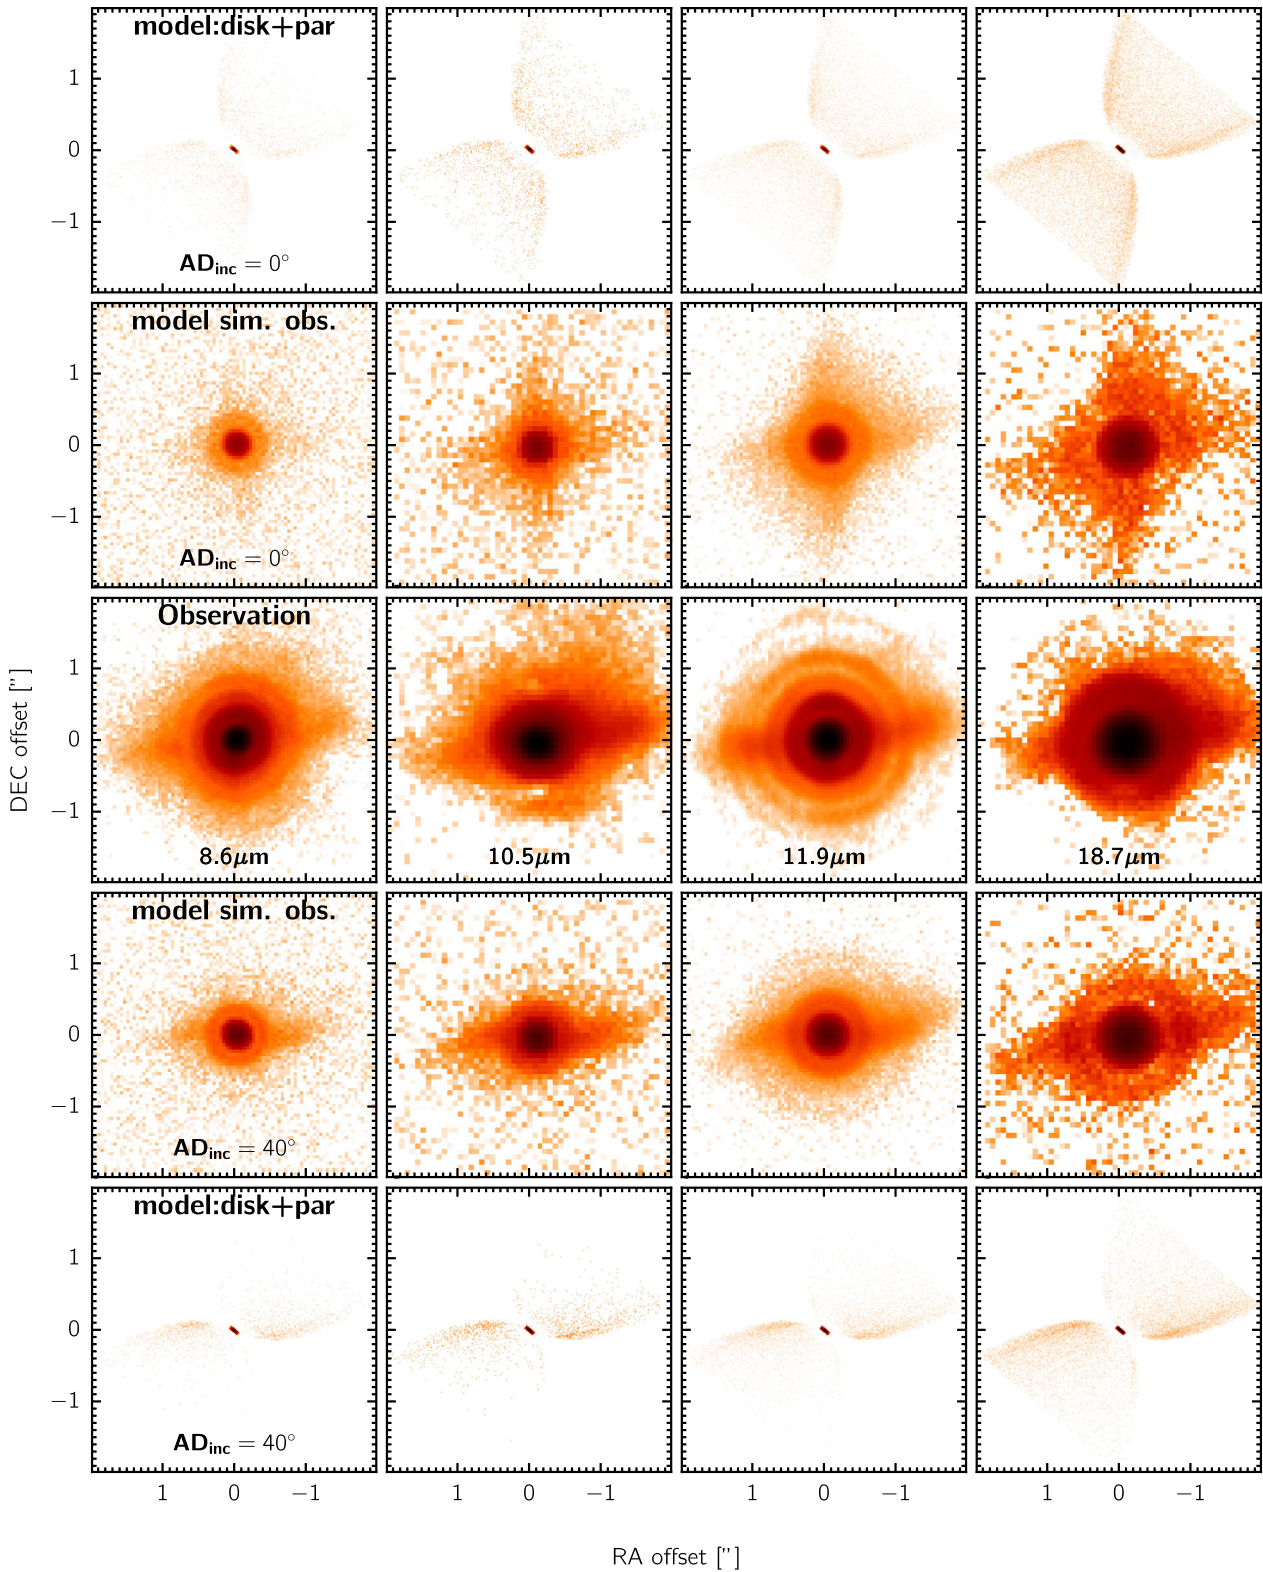 model:disk+par
1
0
−1
AD_inc = 0°
model sim. obs.
1
0
−1
AD_inc = 0°
Observation
1
0
−1
8.6μm
10.5μm
11.9μm
18.7μm
DEC offset ["]
model sim. obs.
1
0
−1
AD_inc = 40°
model:disk+par
1
0
−1
AD_inc = 40°
1 0 −1 1 0 −1 1 0 −1 1 0 −1
RA offset ["]